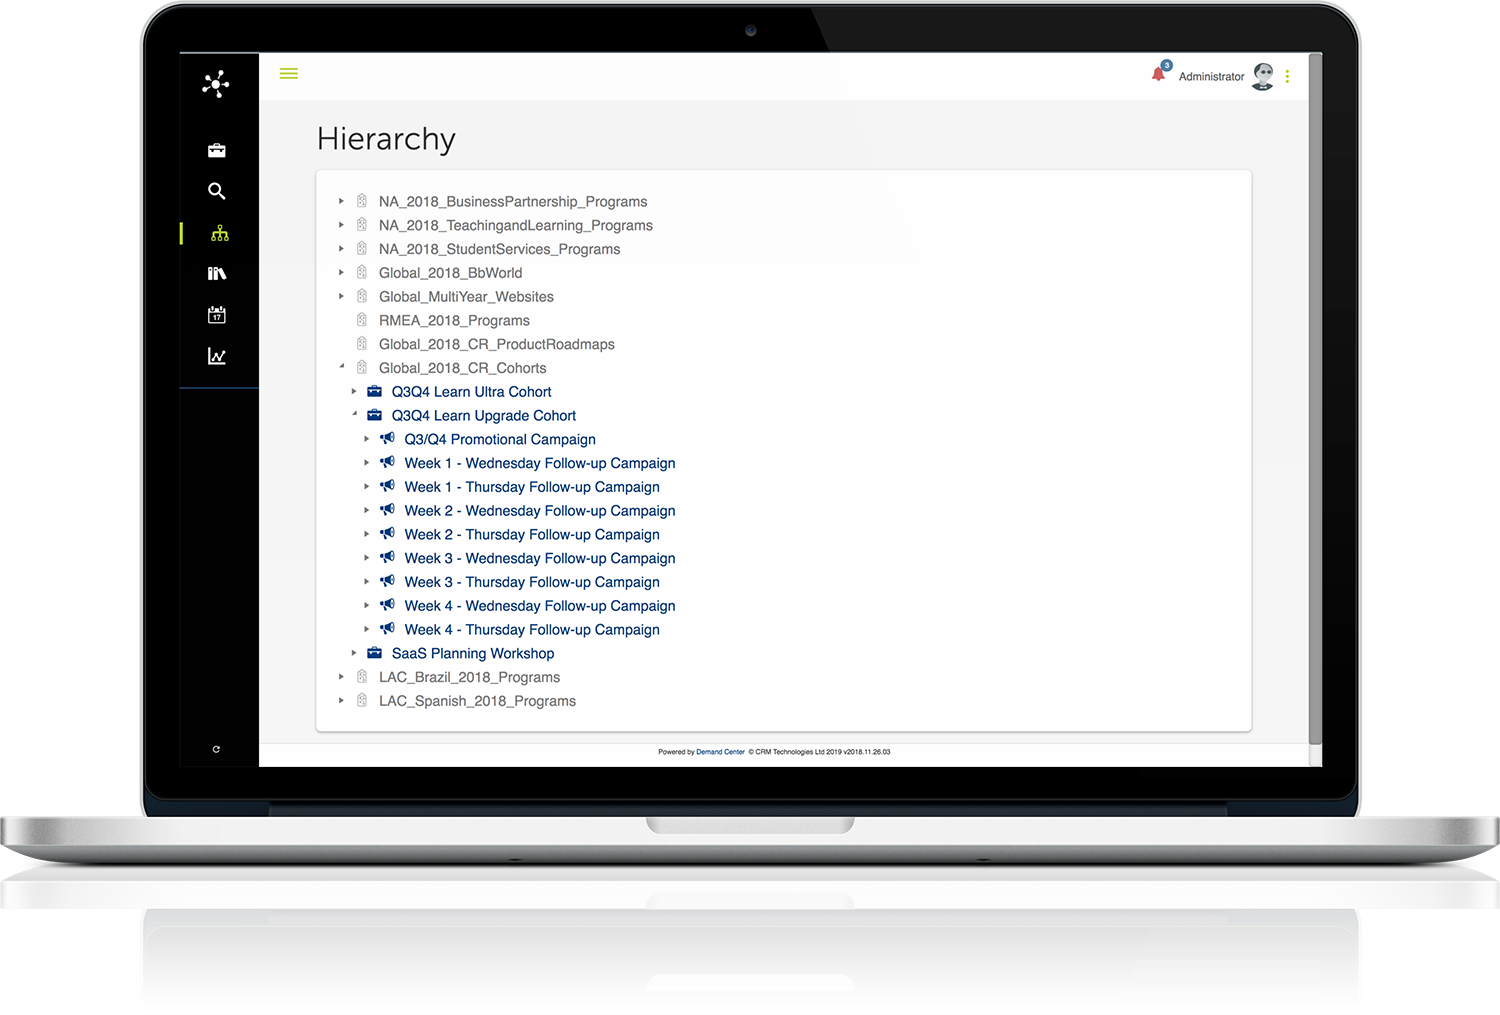 3
Administrator
Hierarchy
NA_2018_BusinessPartnership_Programs
NA_2018_TeachingandLearning_Programs
NA_2018_StudentServices_Programs
Global_2018_BbWorld
Global_MultiYear_Websites
RMEA_2018_Programs
Global_2018_CR_ProductRoadmaps
Global_2018_CR_Cohorts
Q3Q4 Learn Ultra Cohort
Q3Q4 Learn Upgrade Cohort
Q3/Q4 Promotional Campaign
Week 1 - Wednesday Follow-up Campaign
Week 1 - Thursday Follow-up Campaign
Week 2 - Wednesday Follow-up Campaign
Week 2 - Thursday Follow-up Campaign
Week 3 - Wednesday Follow-up Campaign
Week 3 - Thursday Follow-up Campaign
Week 4 - Wednesday Follow-up Campaign
Week 4 - Thursday Follow-up Campaign
SaaS Planning Workshop
LAC_Brazil_2018_Programs
LAC_Spanish_2018_Programs
17
Powered by Demand Center © CRM Technologies Ltd 2019 v2018.11.26.03